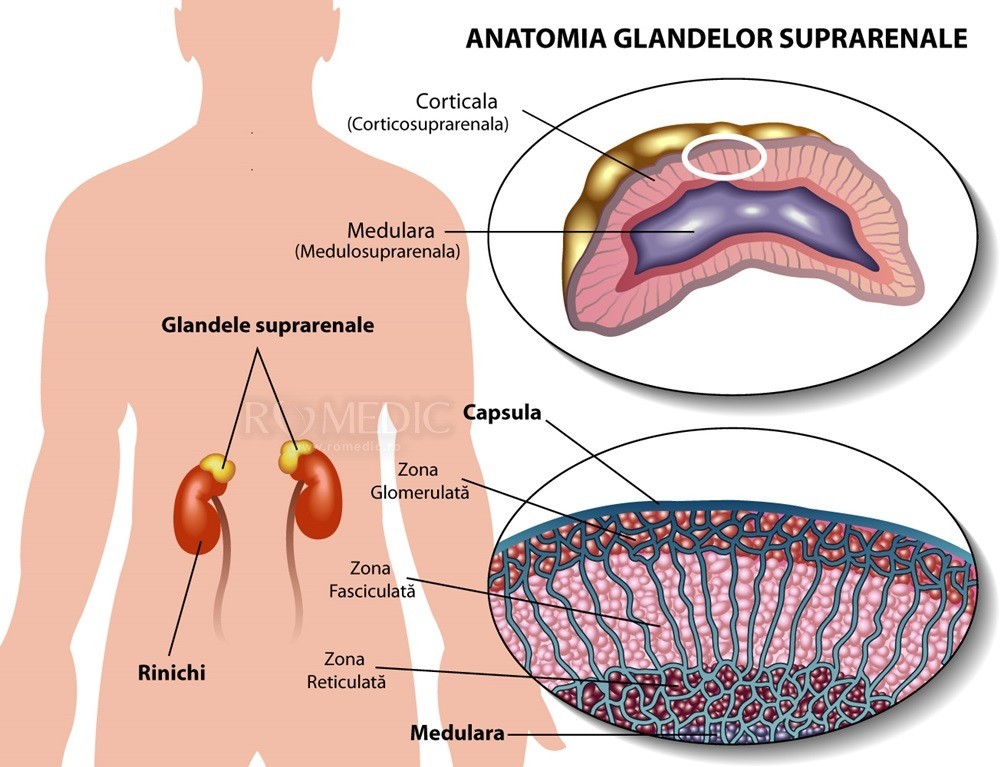 ANATOMIA GLANDELOR SUPRARENALE
Corticala
(Corticosuprarenala)
Medulara
(Medulosuprarenala)
Glandele suprarenale
ROMEDIC
www.romedic.ro
Capsula
Zona
Glomerulată
Zona
Fasciculată
Zona
Reticulată
Rinichi
Medulara